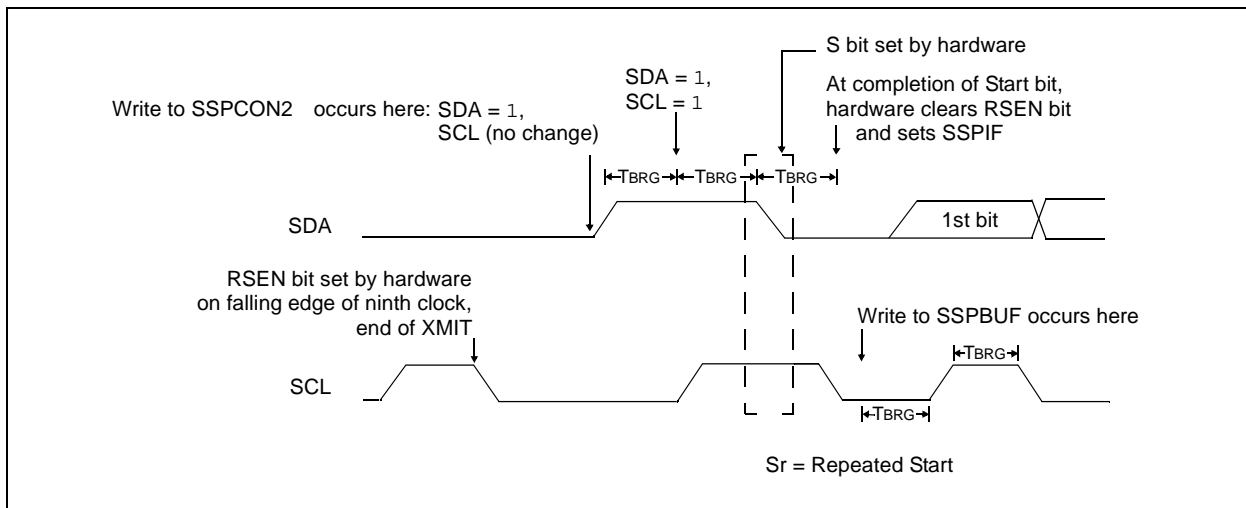 S bit set by hardware
SDA = 1,
SCL = 1
At completion of Start bit,
hardware clears RSEN bit
and sets SSPIF
Write to SSPCON2 occurs here: SDA = 1,
SCL (no change)
TBRG TBRG TBRG
SDA
1st bit
RSEN bit set by hardware
on falling edge of ninth clock,
end of XMIT
Write to SSPBUF occurs here
TBRG
SCL
TBRG
Sr = Repeated Start